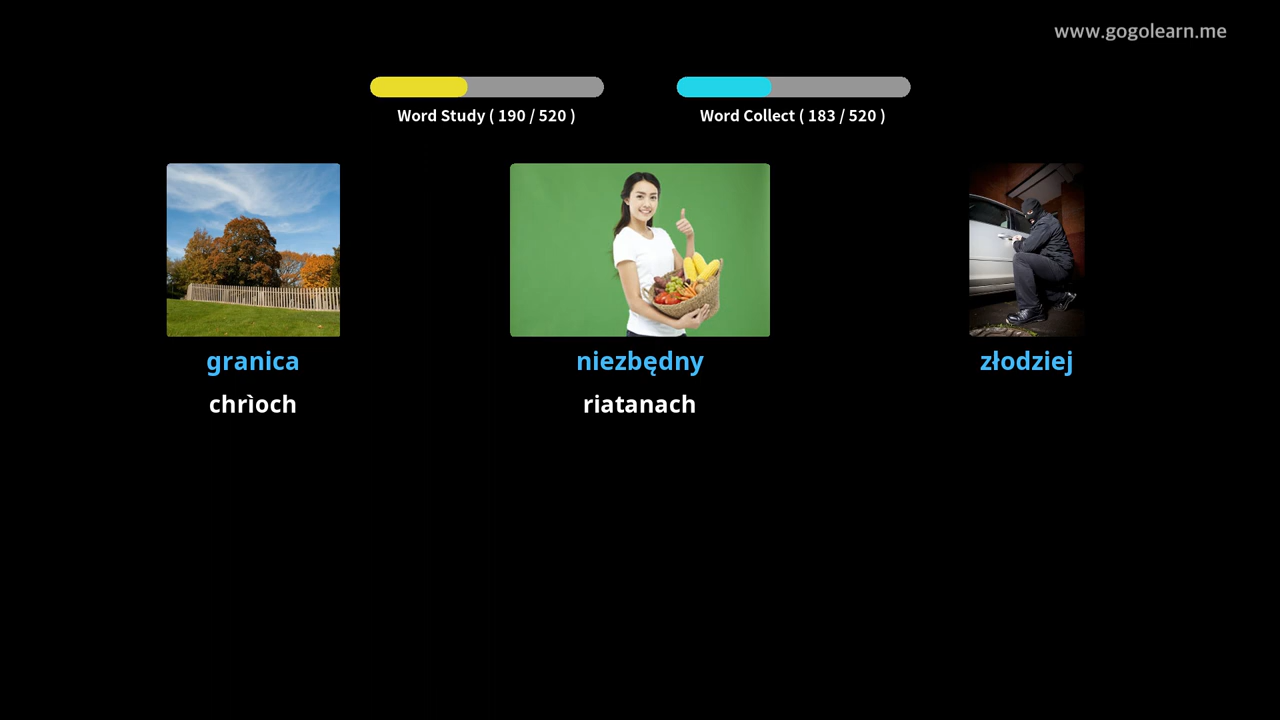 www.gogolearn.me
Word Study ( 190 / 520 )
Word Collect ( 183 / 520 )
granica
niezbędny
złodziej
chrìoch
riatanach